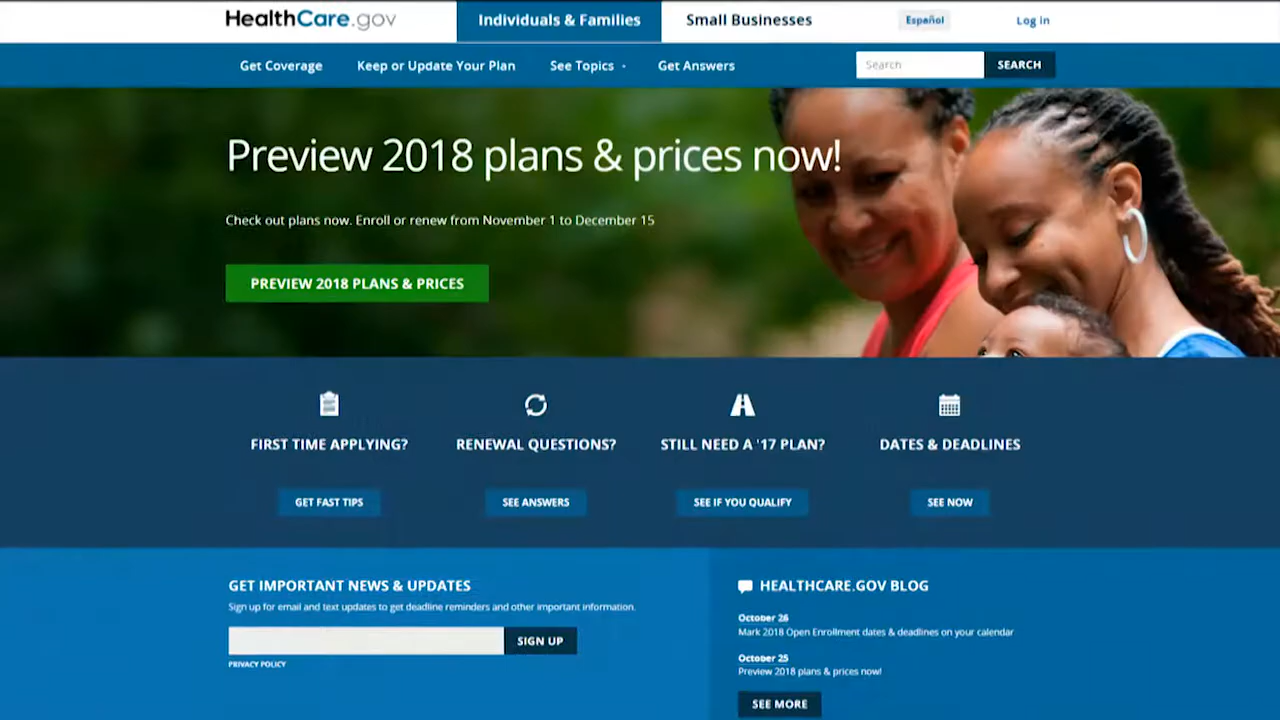 HealthCare.gov
Individuals & Families
Small Businesses
Español
Log in
Get Coverage
Keep or Update Your Plan
See Topics
Get Answers
Search
SEARCH
Preview 2018 plans & prices now!
Check out plans now. Enroll or renew from November 1 to December 15
PREVIEW 2018 PLANS & PRICES
FIRST TIME APPLYING?
GET FAST TIPS
RENEWAL QUESTIONS?
SEE ANSWERS
STILL NEED A '17 PLAN?
SEE IF YOU QUALIFY
DATES & DEADLINES
SEE NOW
GET IMPORTANT NEWS & UPDATES
Sign up for email and text updates to get deadline reminders and other important information.
SIGN UP
PRIVACY POLICY
HEALTHCARE.GOV BLOG
October 26
Mark 2018 Open Enrollment dates & deadlines on your calendar
October 25
Preview 2018 plans & prices now!
SEE MORE